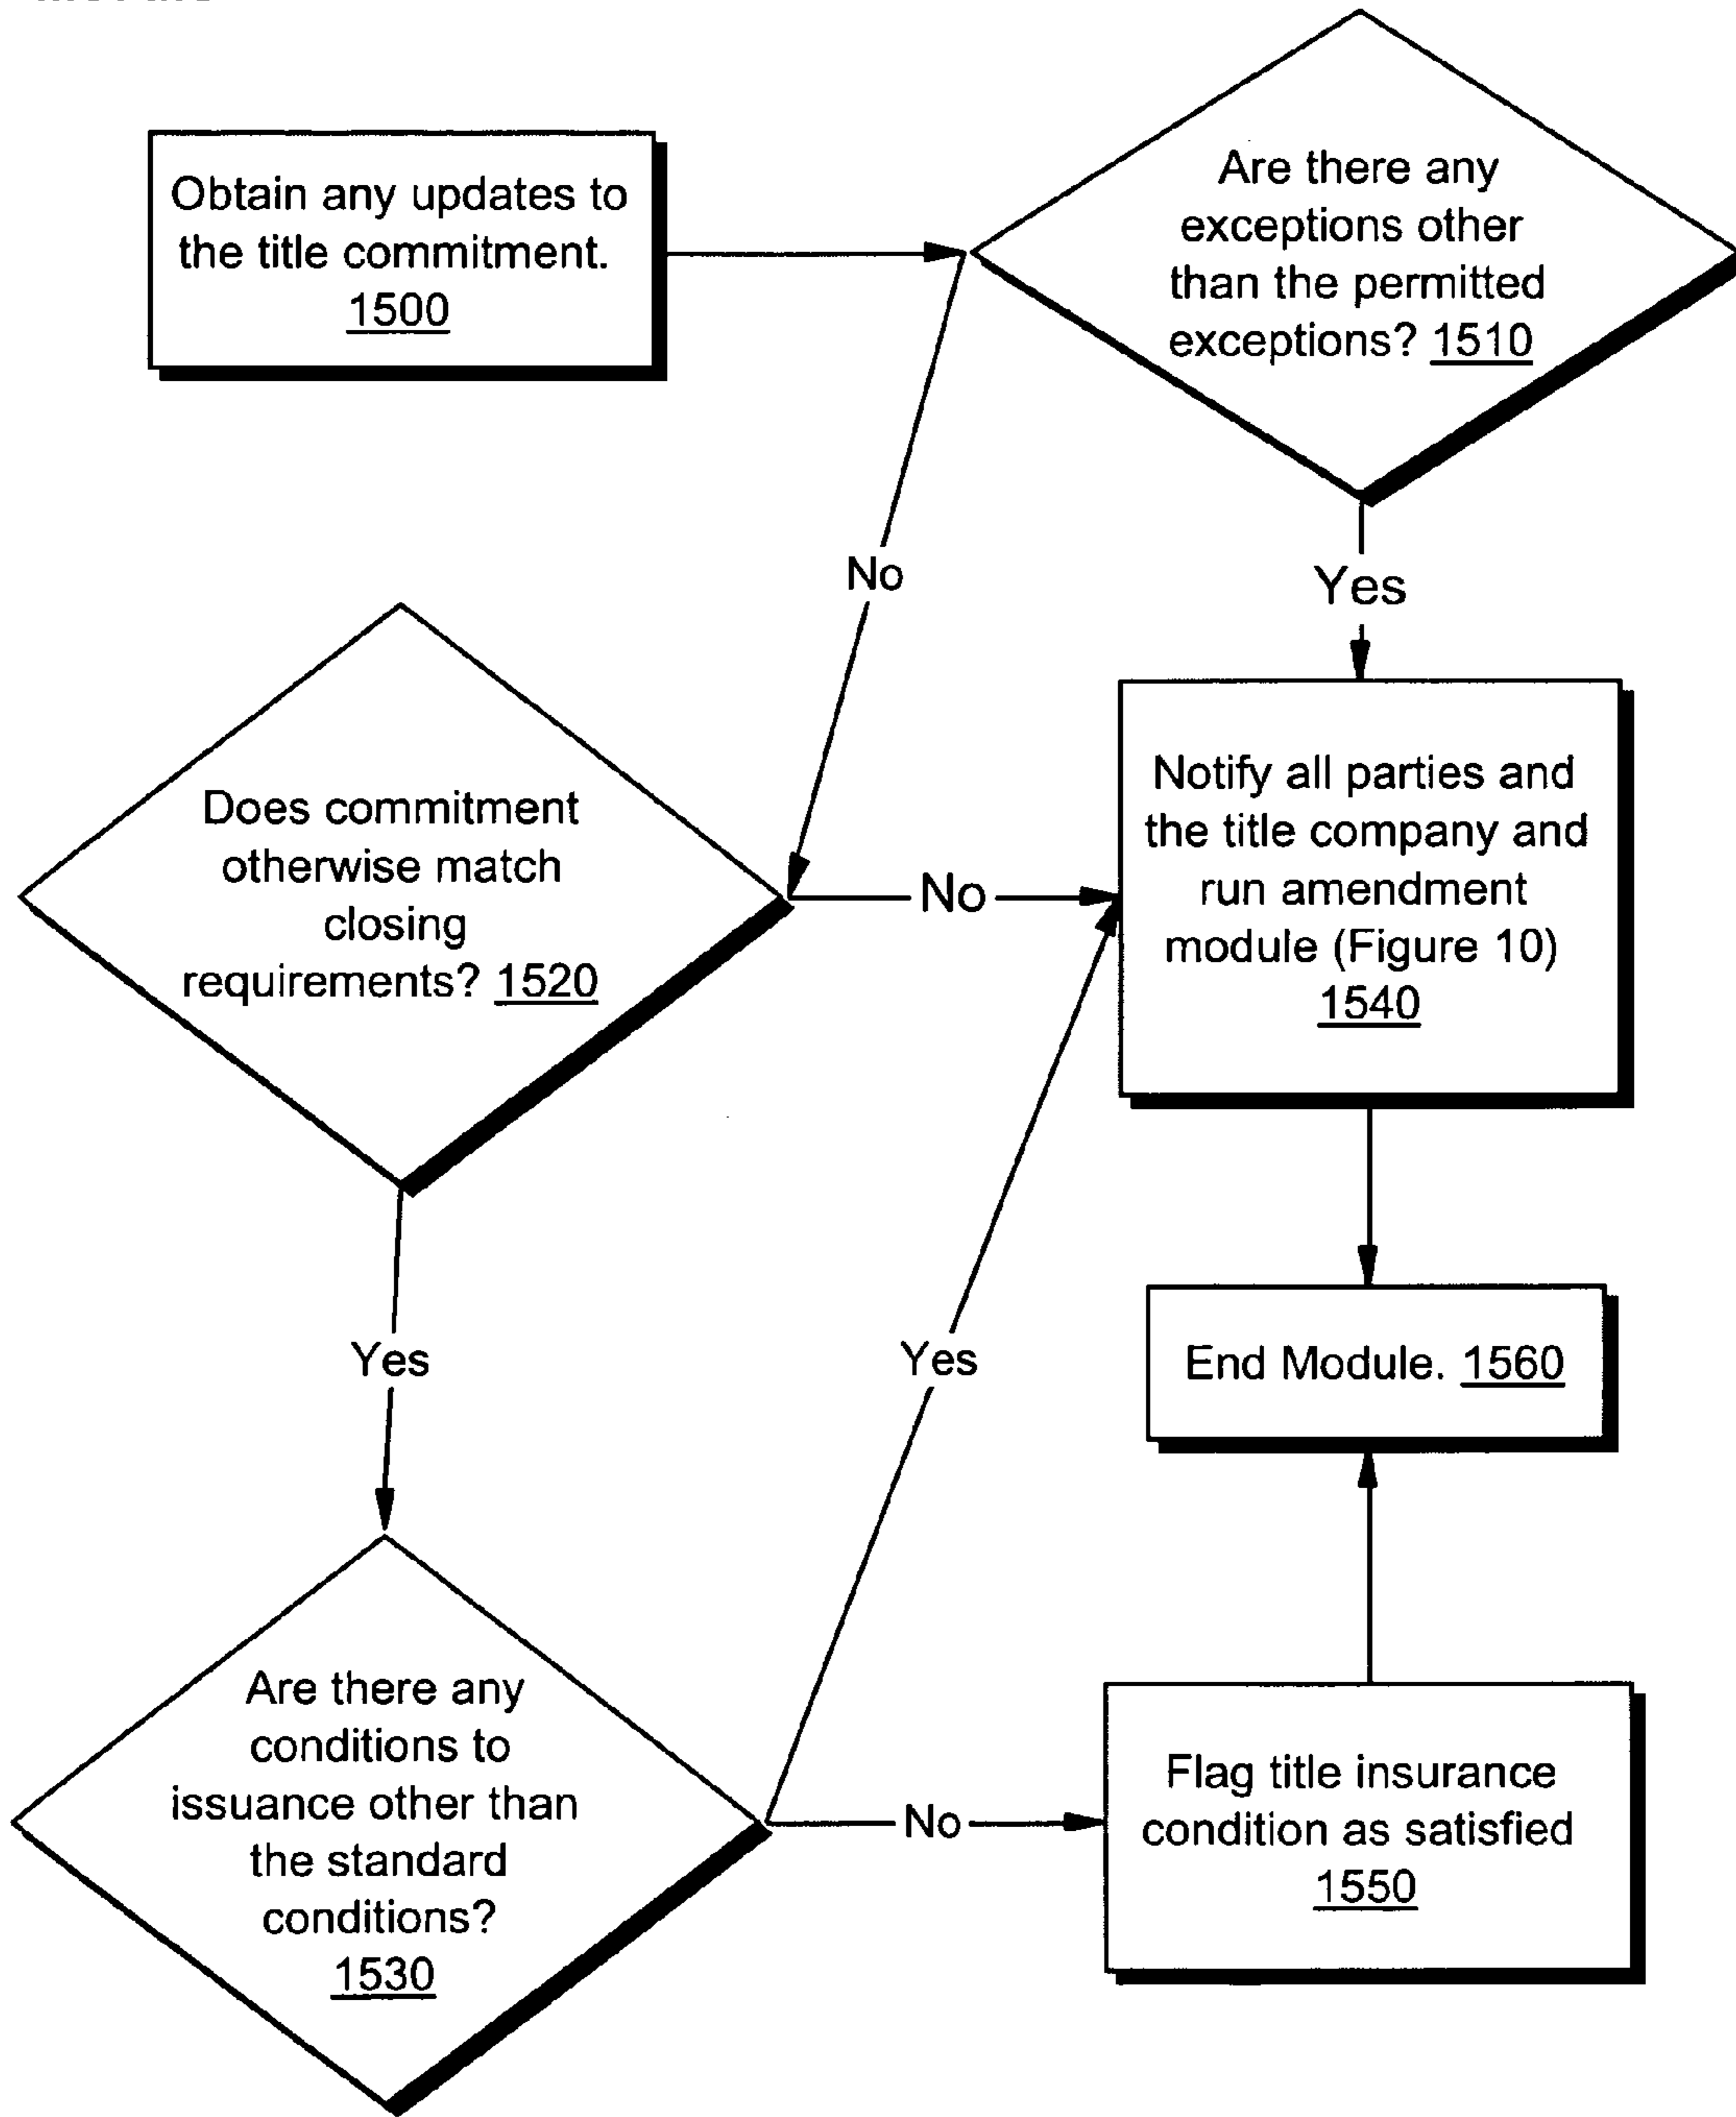 Obtain any updates to
the title commitment.
1500
Are there any
exceptions other
than the permitted
exceptions? 1510
No
Yes
Does commitment
otherwise match
closing
requirements? 1520
No
Notify all parties and
the title company and
run amendment
module (Figure 10)
1540
Yes
Yes
End Module. 1560
Are there any
conditions to
issuance other than
the standard
conditions?
1530
No
Flag title insurance
condition as satisfied
1550